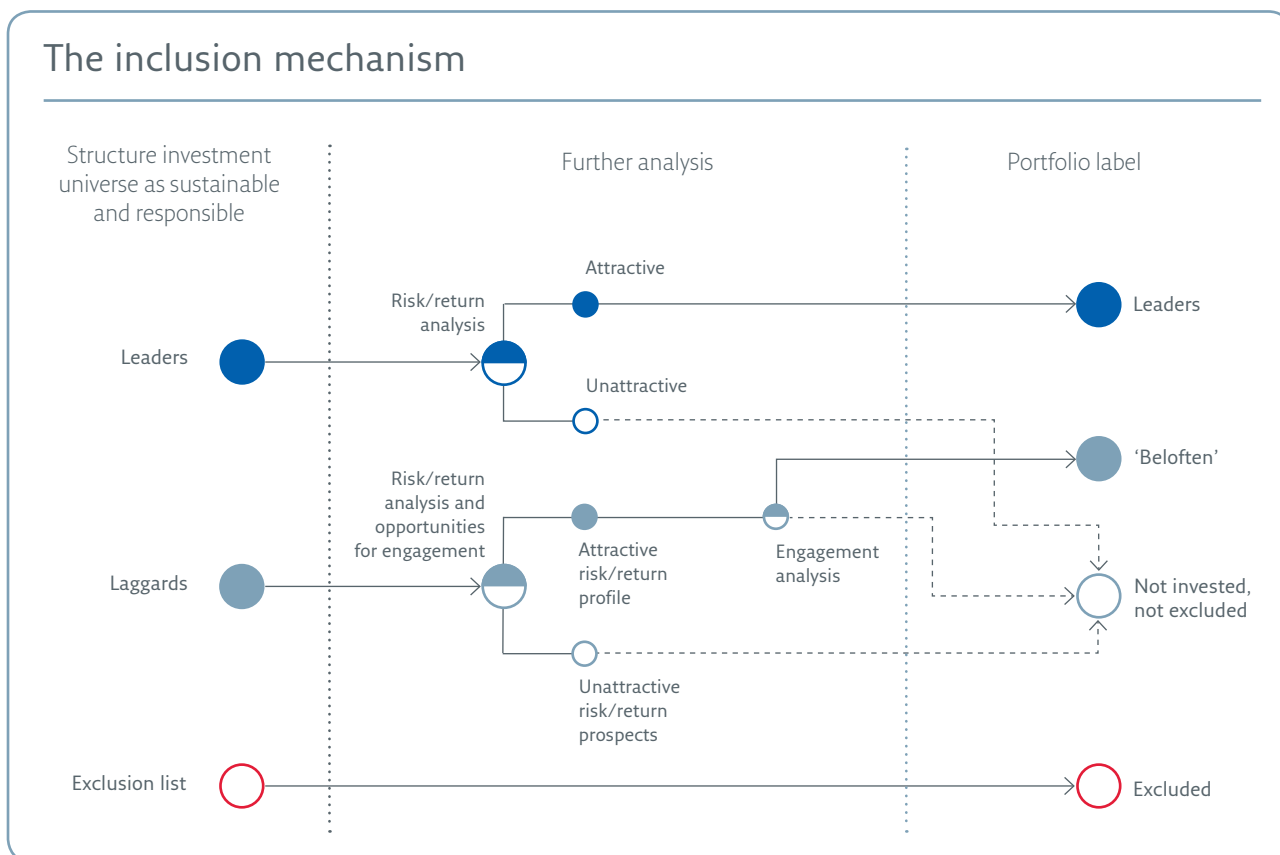 The inclusion mechanism
Structure investment
universe as sustainable
and responsible
Further analysis
Portfolio label
Attractive
Risk/return
analysis
Leaders
Leaders
Unattractive
'Beloften'
Risk/return
analysis and
opportunities
for engagement
Attractive
risk/return
profile
Engagement
analysis
Laggards
Not invested,
not excluded
Unattractive
risk/return
prospects
Exclusion list
Excluded